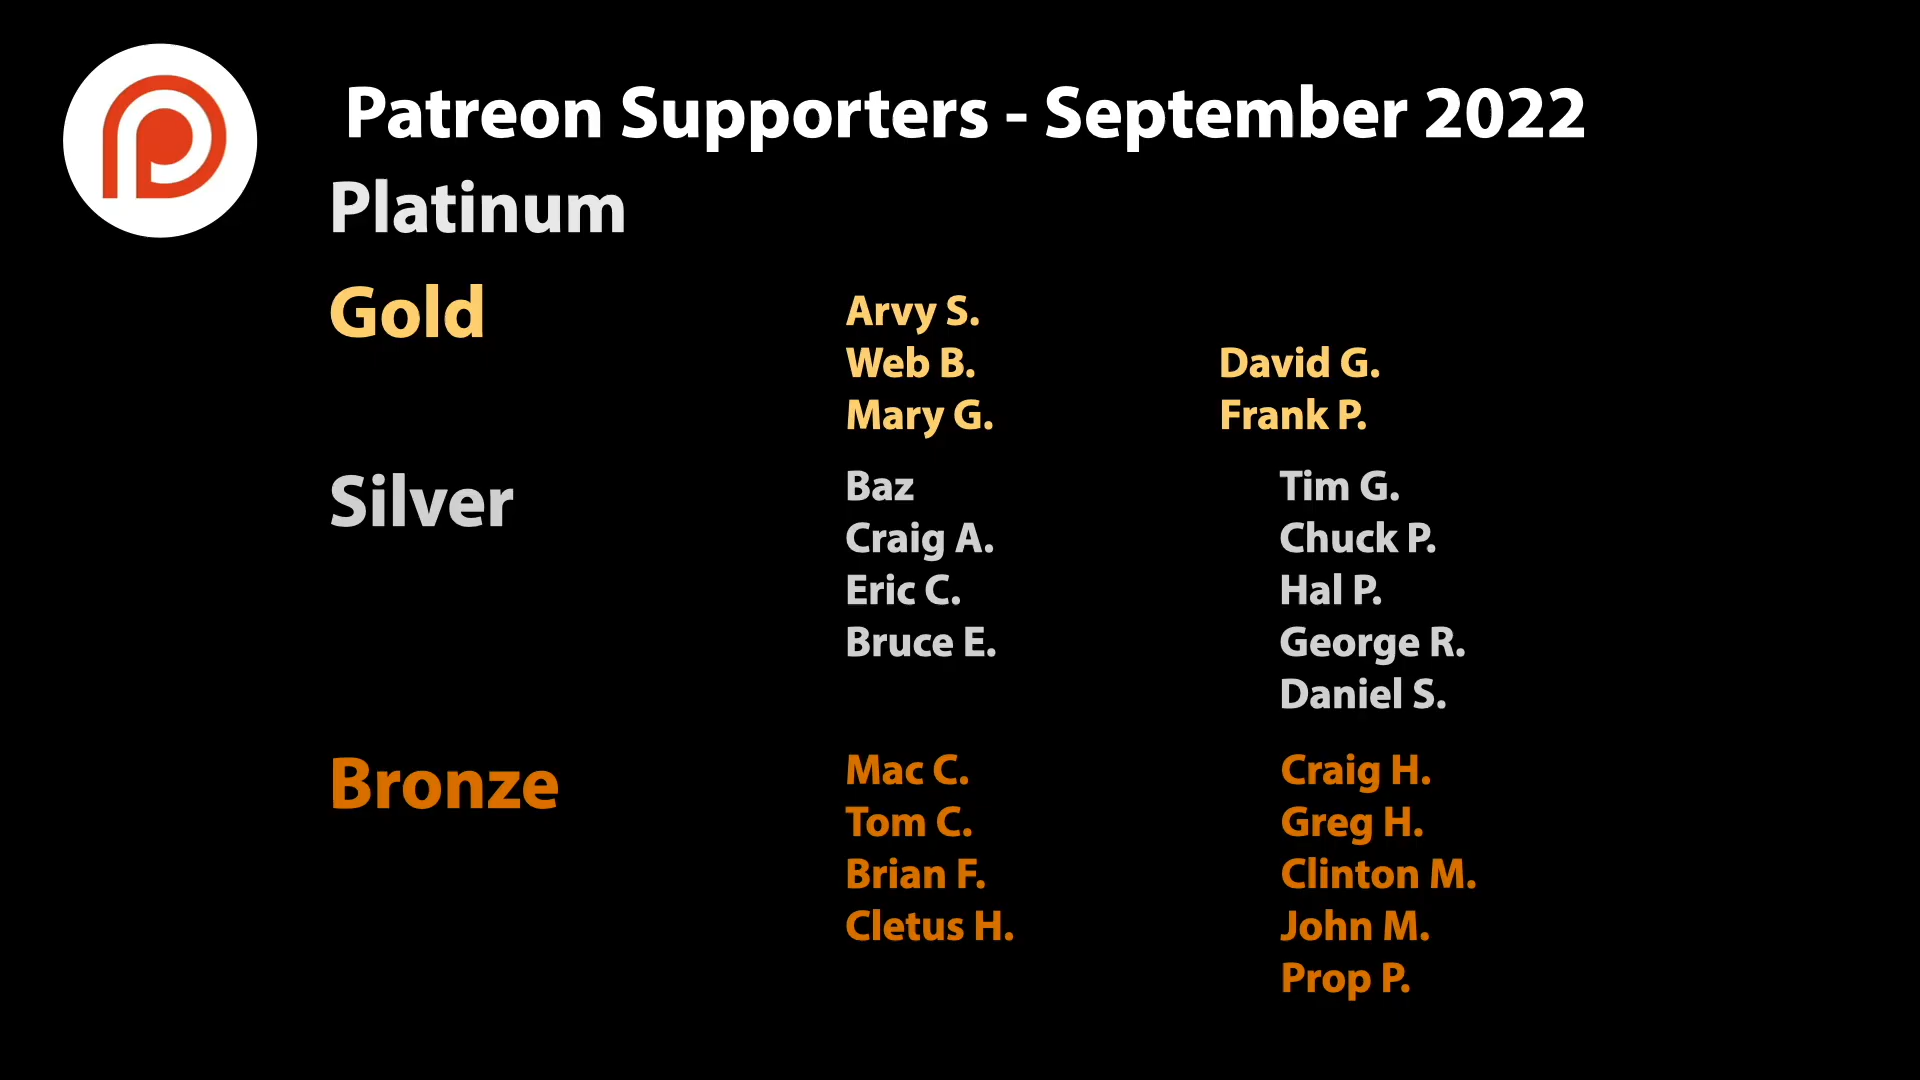 Patreon Supporters - September 2022
Platinum
Gold
Arvy S.
Web B.
Mary G.
David G.
Frank P.
Silver
Baz
Craig A.
Eric C.
Bruce E.
Tim G.
Chuck P.
Hal P.
George R.
Daniel S.
Bronze
Mac C.
Tom C.
Brian F.
Cletus H.
Craig H.
Greg H.
Clinton M.
John M.
Prop P.